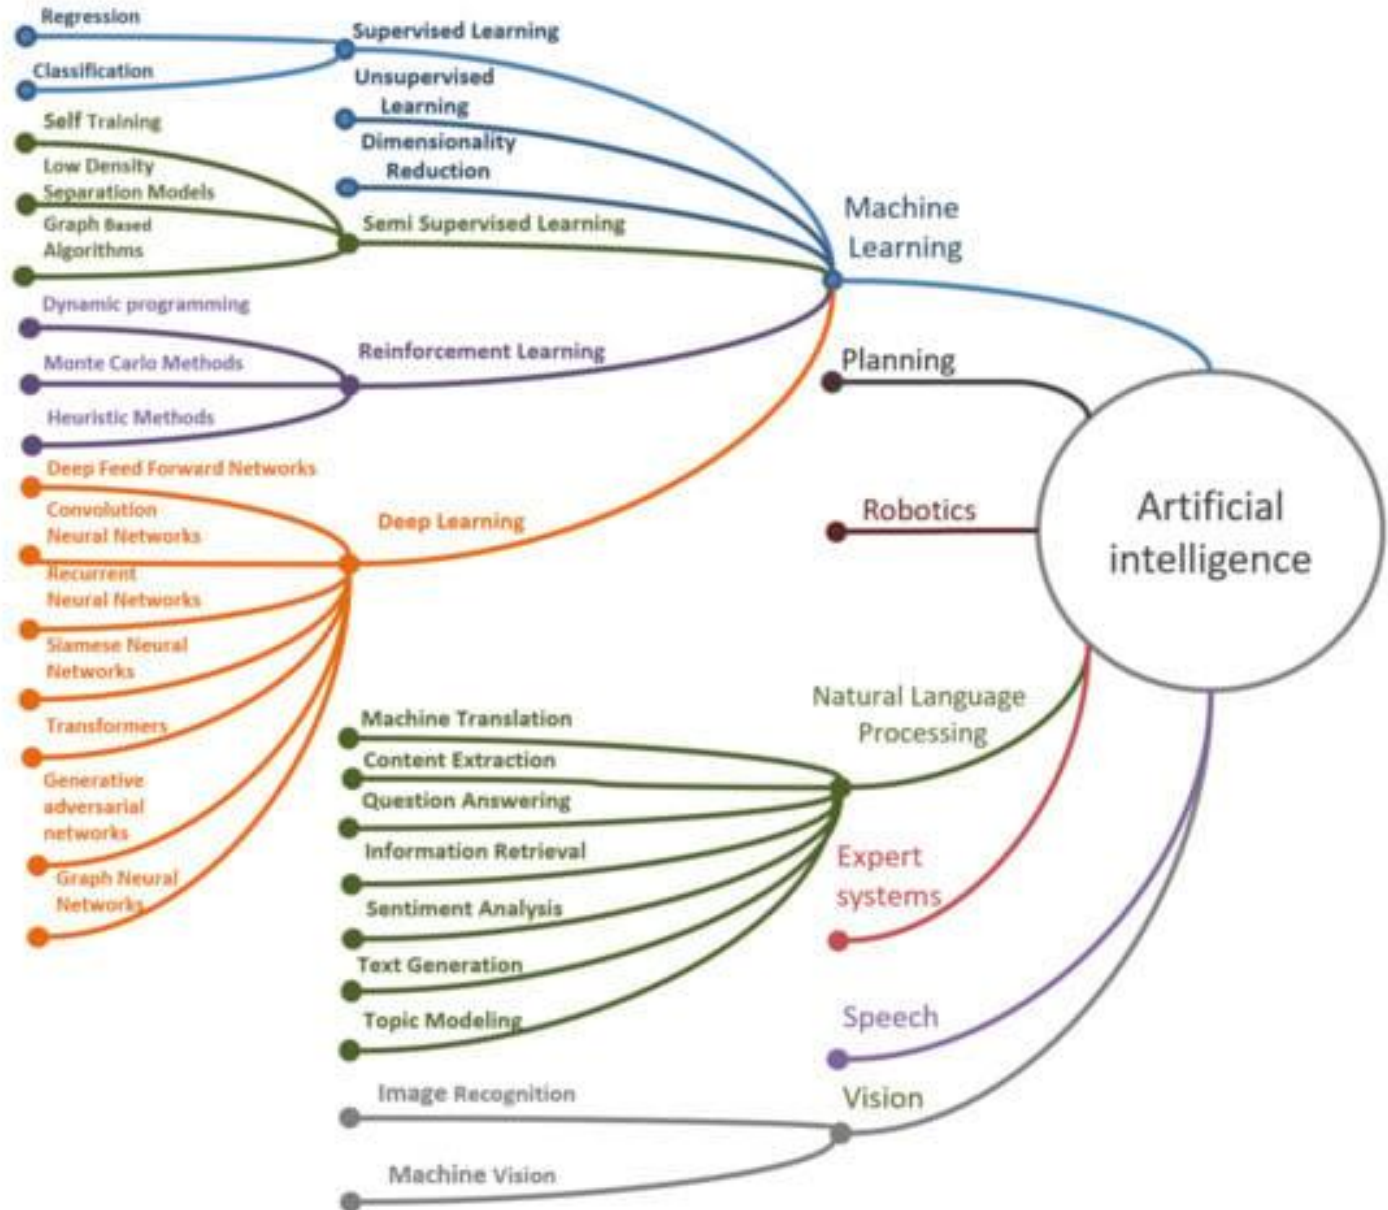 Regression
Supervised Learning
Classification
Unsupervised
Learning
Self Training
Dimensionality
Reduction
Low Density
Separation Models
Graph Based
Algorithms
Semi Supervised Learning
Machine
Learning
Dynamic programming
Monte Carlo Methods
Heuristic Methods
Reinforcement Learning
Planning
Deep Feed Forward Networks
Convolution
Neural Networks
Recurrent
Neural Networks
Siamese Neural
Networks
Transformers
Generative
adversarial
networks
Graph Neural
Networks
Deep Learning
Robotics
Artificial
intelligence
Natural Language
Processing
Machine Translation
Content Extraction
Question Answering
Information Retrieval
Sentiment Analysis
Text Generation
Topic Modeling
Expert
systems
Speech
Vision
Image Recognition
Machine Vision